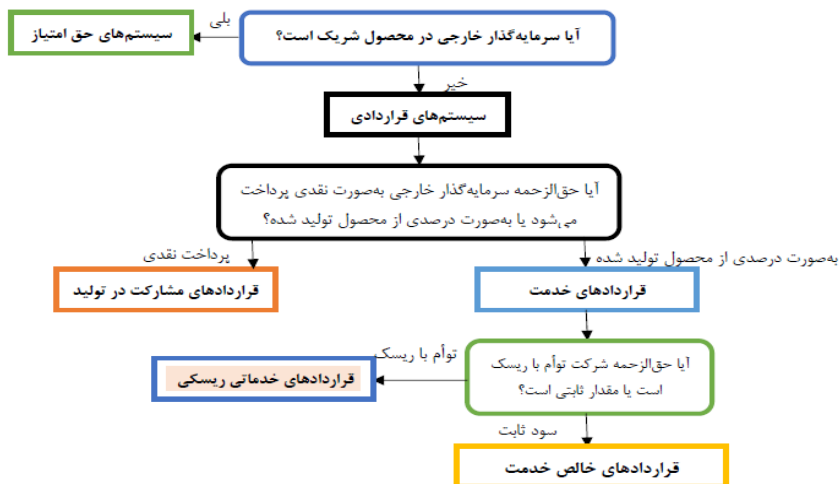 آیا سرمایه‌گذار خارجی در محصول شریک است؟
بلی
سیستم‌های حق امتیاز
خیر
سیستم‌های قراردادی
آیا حق‌الزحمه سرمایه‌گذار خارجی به‌صورت نقدی پرداخت
می‌شود یا به‌صورت درصدی از محصول تولید شده؟
به‌صورت درصدی از محصول تولید شده
پرداخت نقدی
قراردادهای خدمت
قراردادهای مشارکت در تولید
آیا حق‌الزحمه شرکت توأم با ریسک
است یا مقدار ثابتی است؟
توأم با ریسک
قراردادهای خدماتی ریسکی
سود ثابت
قراردادهای خالص خدمت